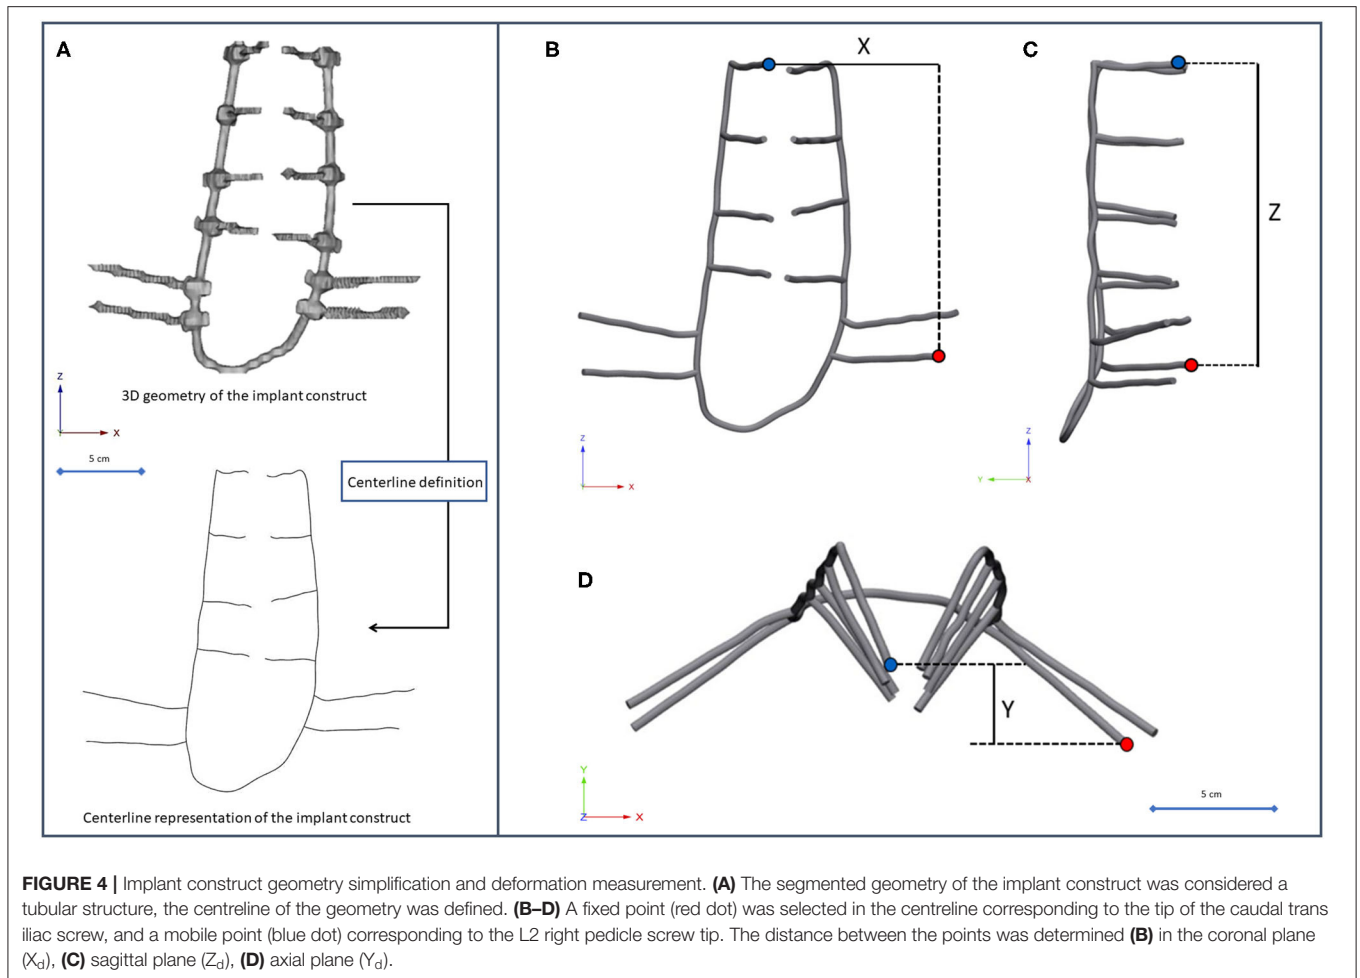 A
3D geometry of the implant construct
Z
Y
X
5 cm
Centerline definition
Centerline representation of the implant construct
B
X
Z
Y
X
C
Z
Z
Y
X
D
Y
Y
Z
X
5 cm
FIGURE 4 | Implant construct geometry simplification and deformation measurement. (A) The segmented geometry of the implant construct was considered a
tubular structure, the centreline of the geometry was defined. (B–D) A fixed point (red dot) was selected in the centreline corresponding to the tip of the caudal trans
iliac screw, and a mobile point (blue dot) corresponding to the L2 right pedicle screw tip. The distance between the points was determined (B) in the coronal plane
(Xd), (C) sagittal plane (Zd), (D) axial plane (Yd).